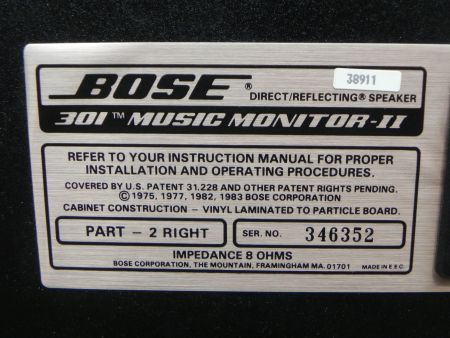 38911
BOSE®
DIRECT/REFLECTING® SPEAKER
301™ MUSIC MONITOR-II
REFER TO YOUR INSTRUCTION MANUAL FOR PROPER
INSTALLATION AND OPERATING PROCEDURES.
COVERED BY U.S. PATENT 31.228 AND OTHER PATENT RIGHTS PENDING.
©1975, 1977, 1982, 1983 BOSE CORPORATION
CABINET CONSTRUCTION - VINYL LAMINATED TO PARTICLE BOARD.
PART - 2 RIGHT
SER. NO. 346352
IMPEDANCE 8 OHMS
BOSE CORPORATION, THE MOUNTAIN, FRAMINGHAM MA. 01701 MADE IN E E C